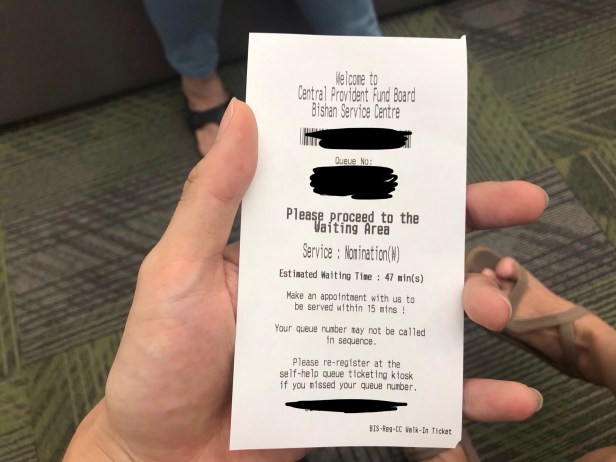 Welcome to
Central Provident Fund Board
Bishan Service Centre
Queue No:
Please proceed to the
Waiting Area
Service : Nomination(W)
Estimated Waiting Time : 47 min(s)
Make an appointment with us to
be served within 15 mins !
Your queue number may not be called
in sequence.
Please re-register at the
self-help queue ticketing kiosk
if you missed your queue number.
BIS-Reg-CC Walk-In Ticket